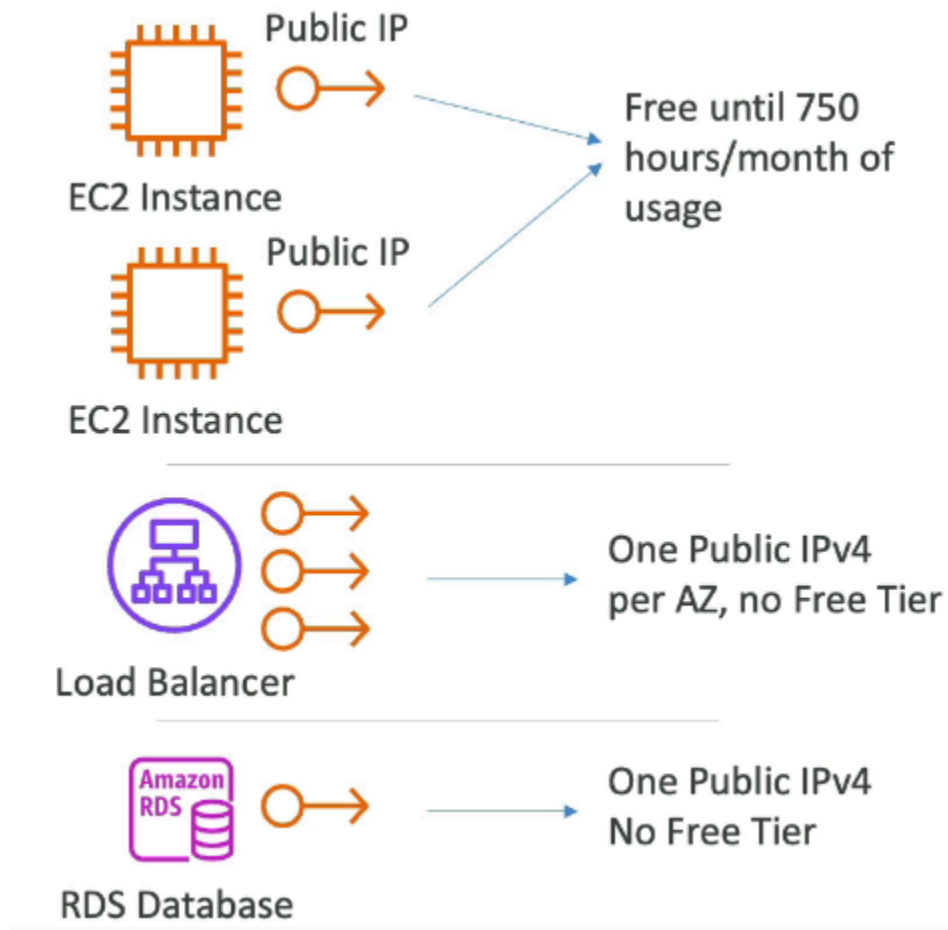 Public IP
EC2 Instance
Free until 750
hours/month of
usage
Public IP
EC2 Instance
Load Balancer
One Public IPv4
per AZ, no Free Tier
Amazon
RDS
RDS Database
One Public IPv4
No Free Tier